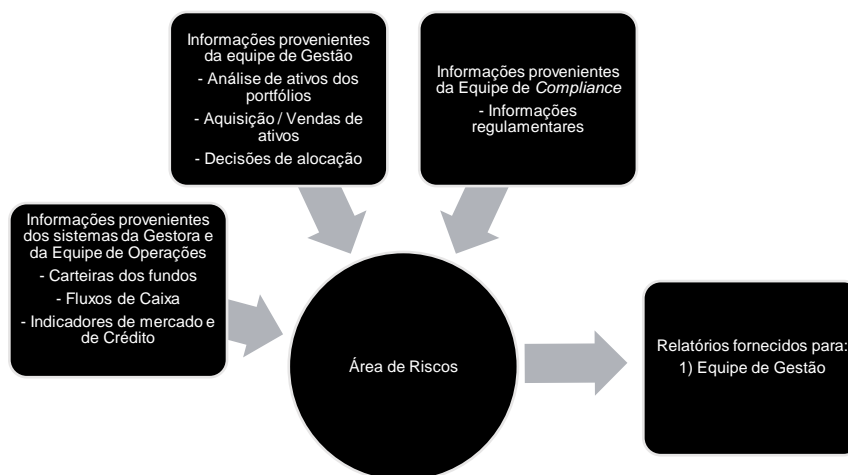 Informações provenientes
da equipe de Gestão
- Análise de ativos dos
portfólios
- Aquisição / Vendas de
ativos
- Decisões de alocação
Informações provenientes
da Equipe de Compliance
- Informações
regulamentares
Informações provenientes
dos sistemas da Gestora e
da Equipe de Operações
- Carteiras dos fundos
- Fluxos de Caixa
- Indicadores de mercado e
de Crédito
Área de Riscos
Relatórios fornecidos para:
1) Equipe de Gestão